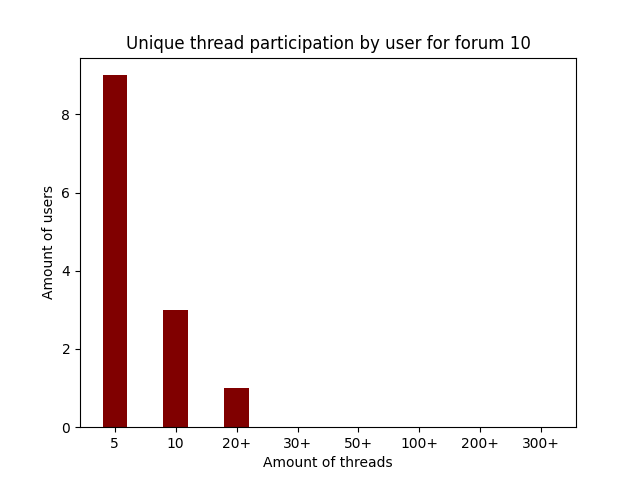 Unique thread participation by user for forum 10
8
6
4
2
0
Amount of users
5 10 20+ 30+ 50+ 100+ 200+ 300+
Amount of threads